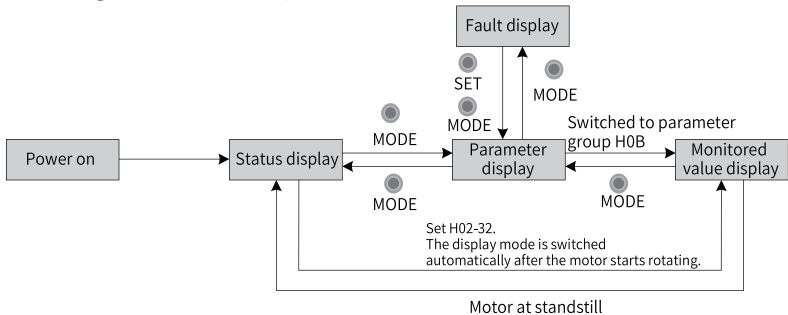 Fault display
SET
MODE
MODE
MODE
Switched to parameter
group H0B
Power on
Status display
Parameter
display
Monitored
value display
MODE
MODE
Set H02-32.
The display mode is switched
automatically after the motor starts rotating.
Motor at standstill